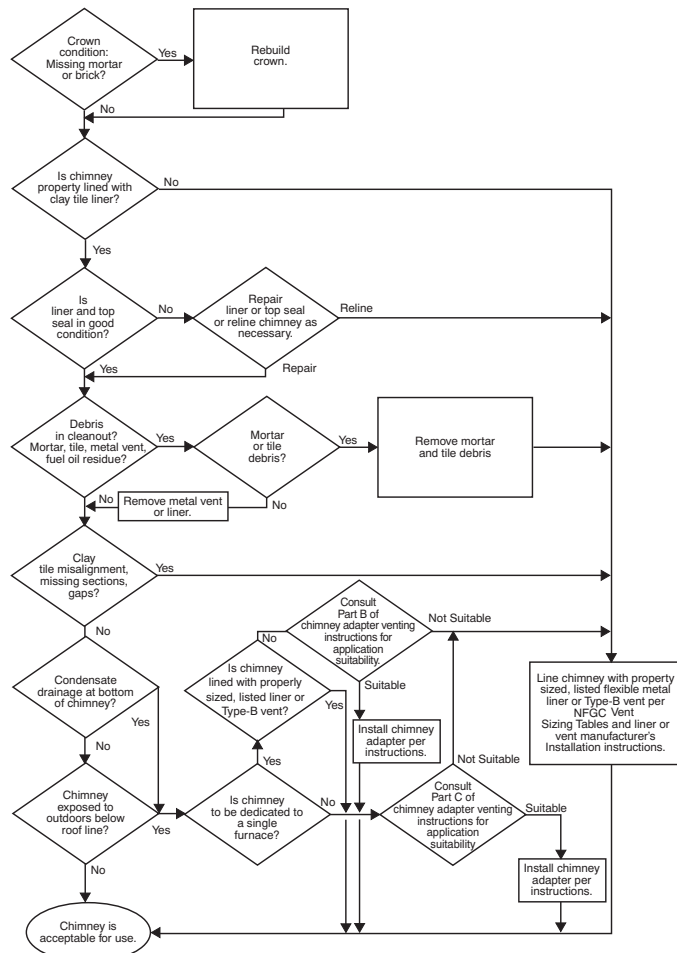 Crown
condition:
Missing mortar
or brick?
Yes
Rebuild
crown.
No
Is chimney
property lined with
clay tile liner?
No
Yes
Is
liner and top
seal in good
condition?
No
Repair
liner or top seal
or reline chimney as
necessary.
Reline
Yes
Repair
Debris
in cleanout?
Mortar, tile, metal vent,
fuel oil residue?
Yes
Mortar
or tile
debris?
Yes
Remove mortar
and tile debris
No
Remove metal vent
or liner.
No
Clay
tile misalignment,
missing sections,
gaps?
Yes
No
Condensate
drainage at bottom
of chimney?
Yes
No
Is chimney
lined with properly
sized, listed liner or
Type-B vent?
No
Yes
Consult
Part B of
chimney adapter venting
instructions for
application
suitability.
Not Suitable
Suitable
Install chimney
adapter per
instructions.
Line chimney with property
sized, listed flexible metal
liner or Type-B vent per
NFGC Vent
Sizing Tables and liner or
vent manufacturer's
Installation instructions.
Chimney
exposed to
outdoors below
roof line?
Yes
No
Is chimney
to be dedicated to
a single
furnace?
Yes
No
Consult
Part C of
chimney adapter venting
instructions for
application
suitability
Not Suitable
Suitable
Install chimney
adapter per
instructions.
Chimney is
acceptable for use.